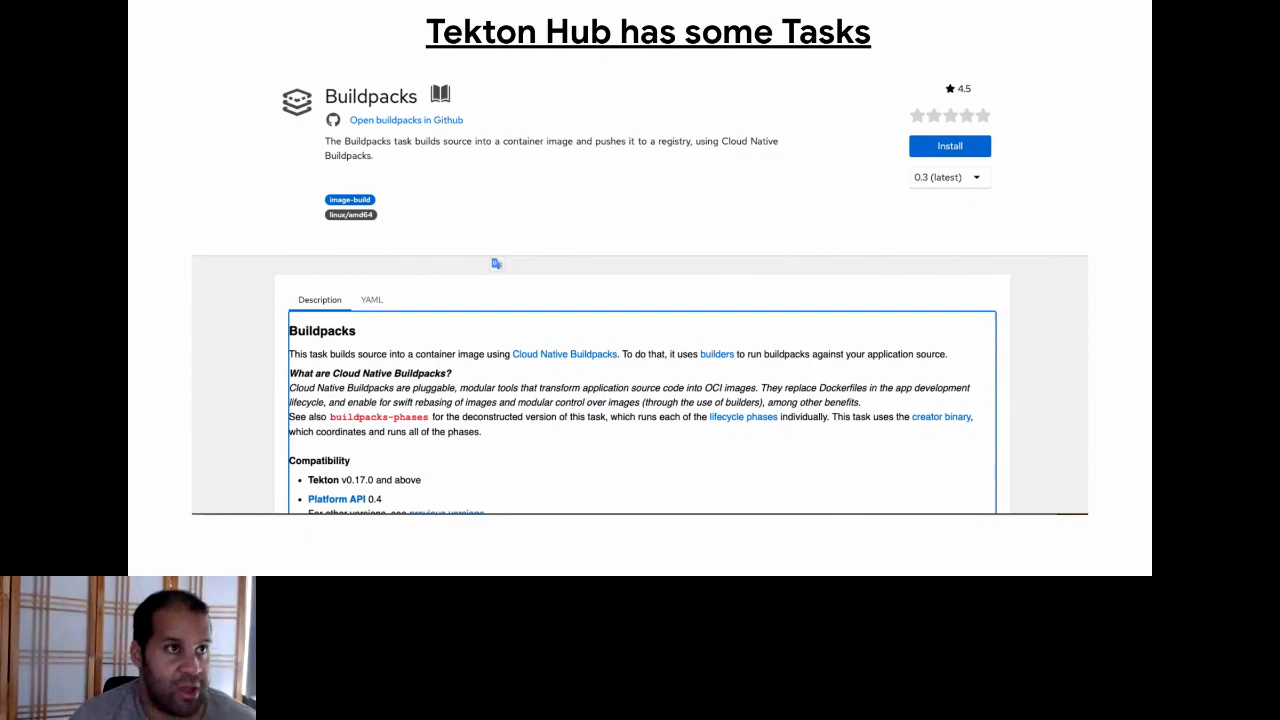 Tekton Hub has some Tasks
Buildpacks
★ 4.5
Open buildpacks in Github
The Buildpacks task builds source into a container image and pushes it to a registry, using Cloud Native
Buildpacks.
Install
0.3 (latest)
image-build
linux/amd64
Description YAML
Buildpacks
This task builds source into a container image using Cloud Native Buildpacks. To do that, it uses builders to run buildpacks against your application source.
What are Cloud Native Buildpacks?
Cloud Native Buildpacks are pluggable, modular tools that transform application source code into OCI images. They replace Dockerfiles in the app development
lifecycle, and enable for swift rebasing of images and modular control over images (through the use of builders), among other benefits.
See also buildpacks-phases for the deconstructed version of this task, which runs each of the lifecycle phases individually. This task uses the creator binary,
which coordinates and runs all of the phases.
Compatibility
• Tekton v0.17.0 and above
• Platform API 0.4
For other versions, see previous versions